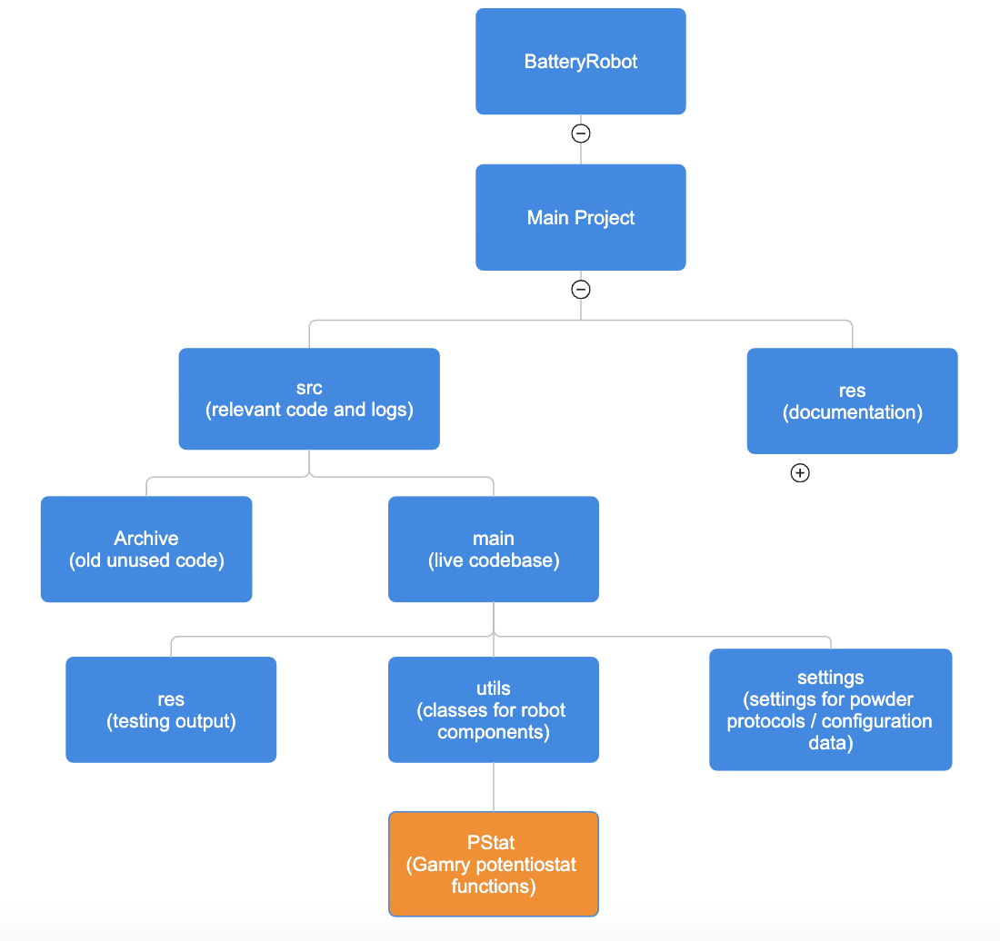 BatteryRobot
Main Project
src
(relevant code and logs)
res
(documentation)
Archive
(old unused code)
main
(live codebase)
res
(testing output)
utils
(classes for robot
components)
settings
(settings for powder
protocols / configuration
data)
PStat
(Gamry potentiostat
functions)